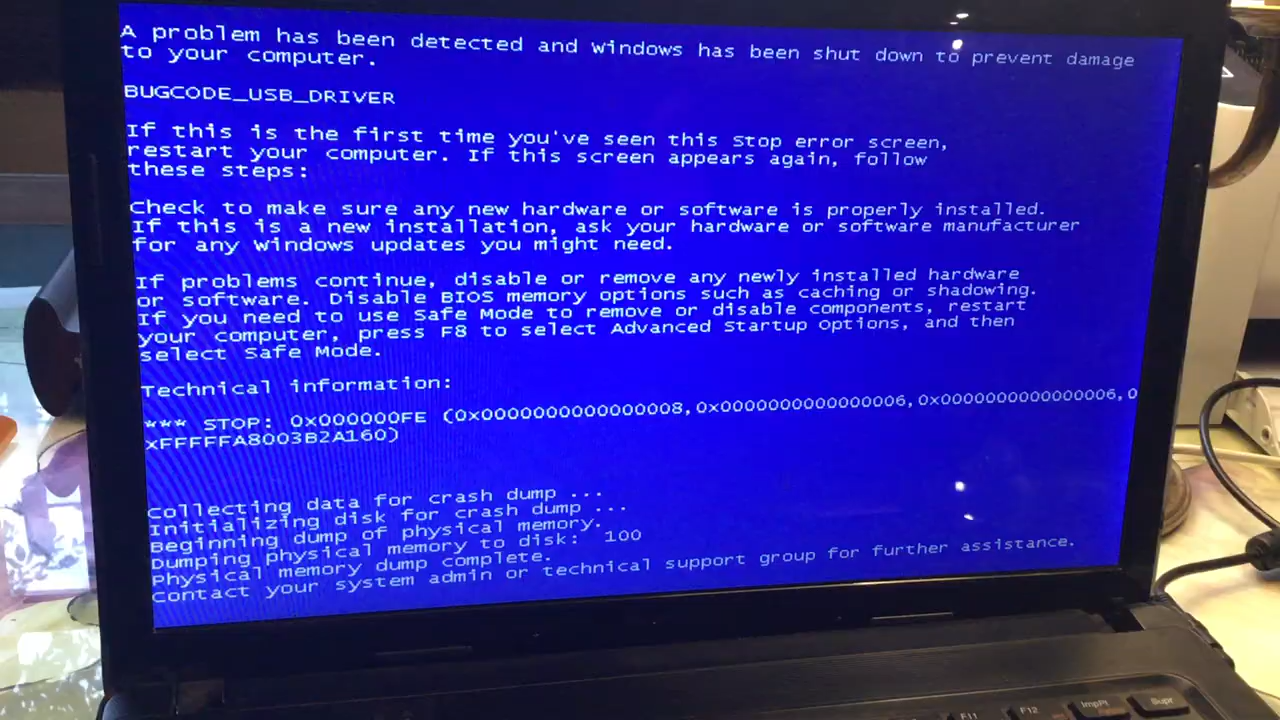 A problem has been detected and windows has been shut down to prevent damage
to your computer.
BUGCODE_USB_DRIVER
If this is the first time you've seen this Stop error screen,
restart your computer. If this screen appears again, follow
these steps:
Check to make sure any new hardware or software is properly installed.
If this is a new installation, ask your hardware or software manufacturer
for any windows updates you might need.
If problems continue, disable or remove any newly installed hardware
or software. Disable BIOS memory options such as caching or shadowing.
If you need to use Safe Mode to remove or disable components, restart
your computer, press F8 to select Advanced Startup Options, and then
select Safe Mode.
Technical information:
*** STOP: 0x000000FE (0x0000000000000008,0x0000000000000006,0x0000000000000006,0
xFFFFFA8003B2A160)
Collecting data for crash dump ...
Initializing disk for crash dump ...
Beginning dump of physical memory.
Dumping physical memory to disk: 100
Physical memory dump complete.
Contact your system admin or technical support group for further assistance.
F11 F12 ImpPt Supr